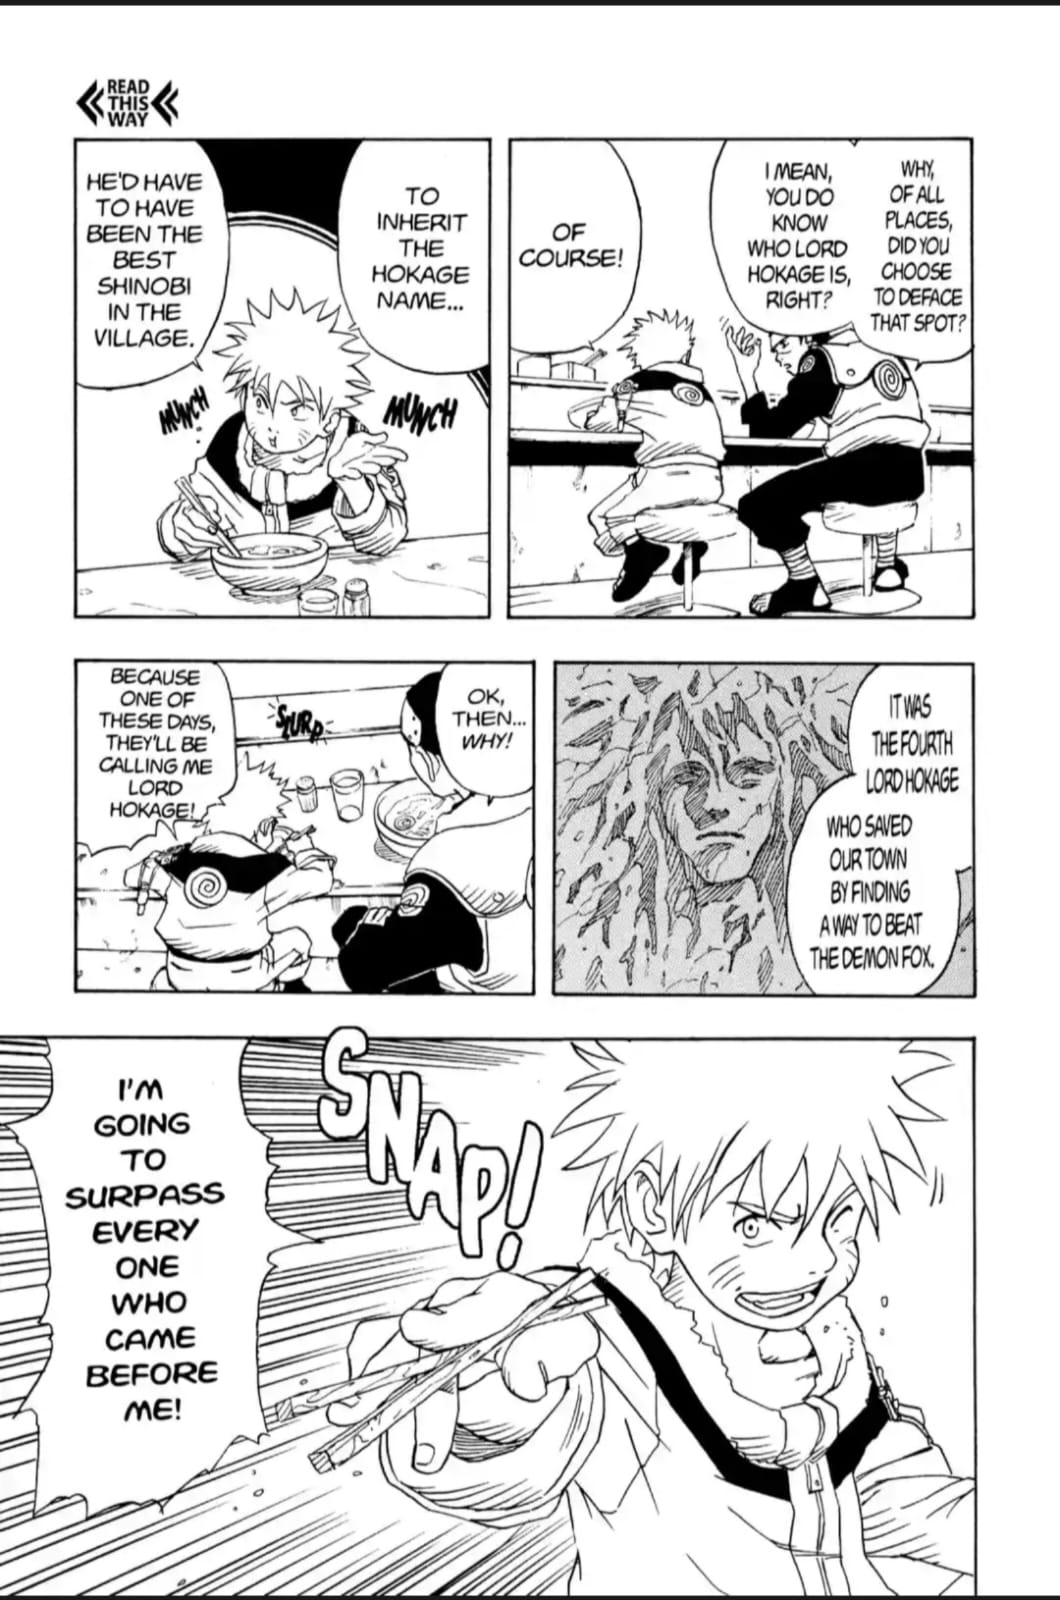 READ
THIS
WAY
WHY,
OF ALL
PLACES,
DID YOU
CHOOSE
TO DEFACE
THAT SPOT?
I MEAN,
YOU DO
KNOW
WHO LORD
HOKAGE IS,
RIGHT?
OF
COURSE!
TO
INHERIT
THE
HOKAGE
NAME...
HE'D HAVE
TO HAVE
BEEN THE
BEST
SHINOBI
IN THE
VILLAGE.
MUNCH
MUNCH
IT WAS
THE FOURTH
LORD HOKAGE
WHO SAVED
OUR TOWN
BY FINDING
A WAY TO BEAT
THE DEMON FOX.
OK,
THEN...
WHY!
SLURP
BECAUSE
ONE OF
THESE DAYS,
THEY'LL BE
CALLING ME
LORD
HOKAGE!
SNAP!
I'M
GOING
TO
SURPASS
EVERY
ONE
WHO
CAME
BEFORE
ME!